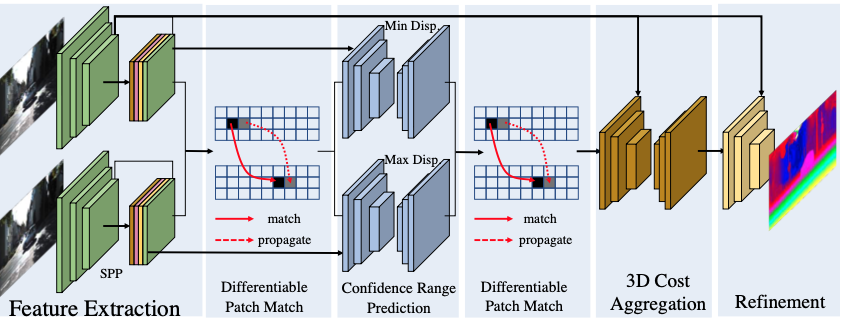 Min Disp.
Max Disp.
match
propagate
match
propagate
SPP
Feature Extraction
Differentiable
Patch Match
Confidence Range
Prediction
Differentiable
Patch Match
3D Cost
Aggregation
Refinement